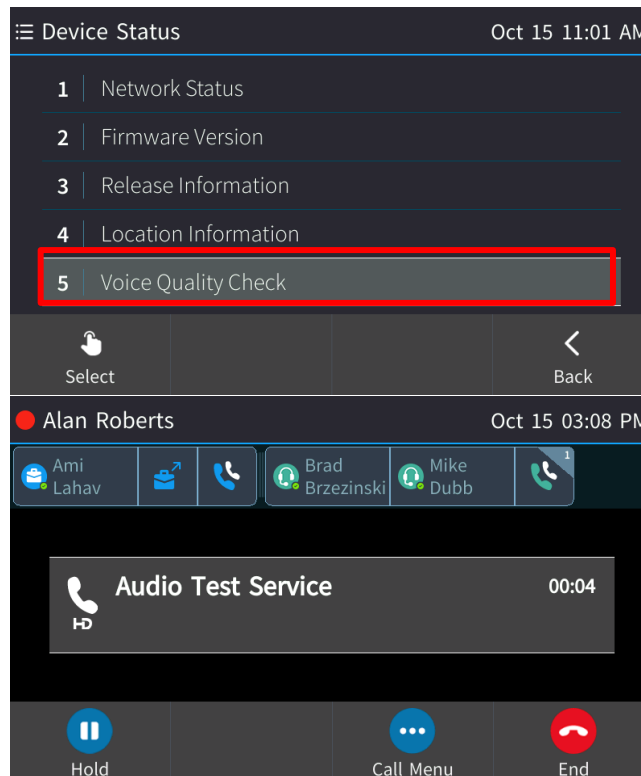 Device Status Oct 15 11:01 AM
1 Network Status
2 Firmware Version
3 Release Information
4 Location Information
5 Voice Quality Check
Select Back
Alan Roberts Oct 15 03:08 PM
Ami Lahav
Brad Brzezinski
Mike Dubb
1
Audio Test Service 00:04
HD
Hold Call Menu End